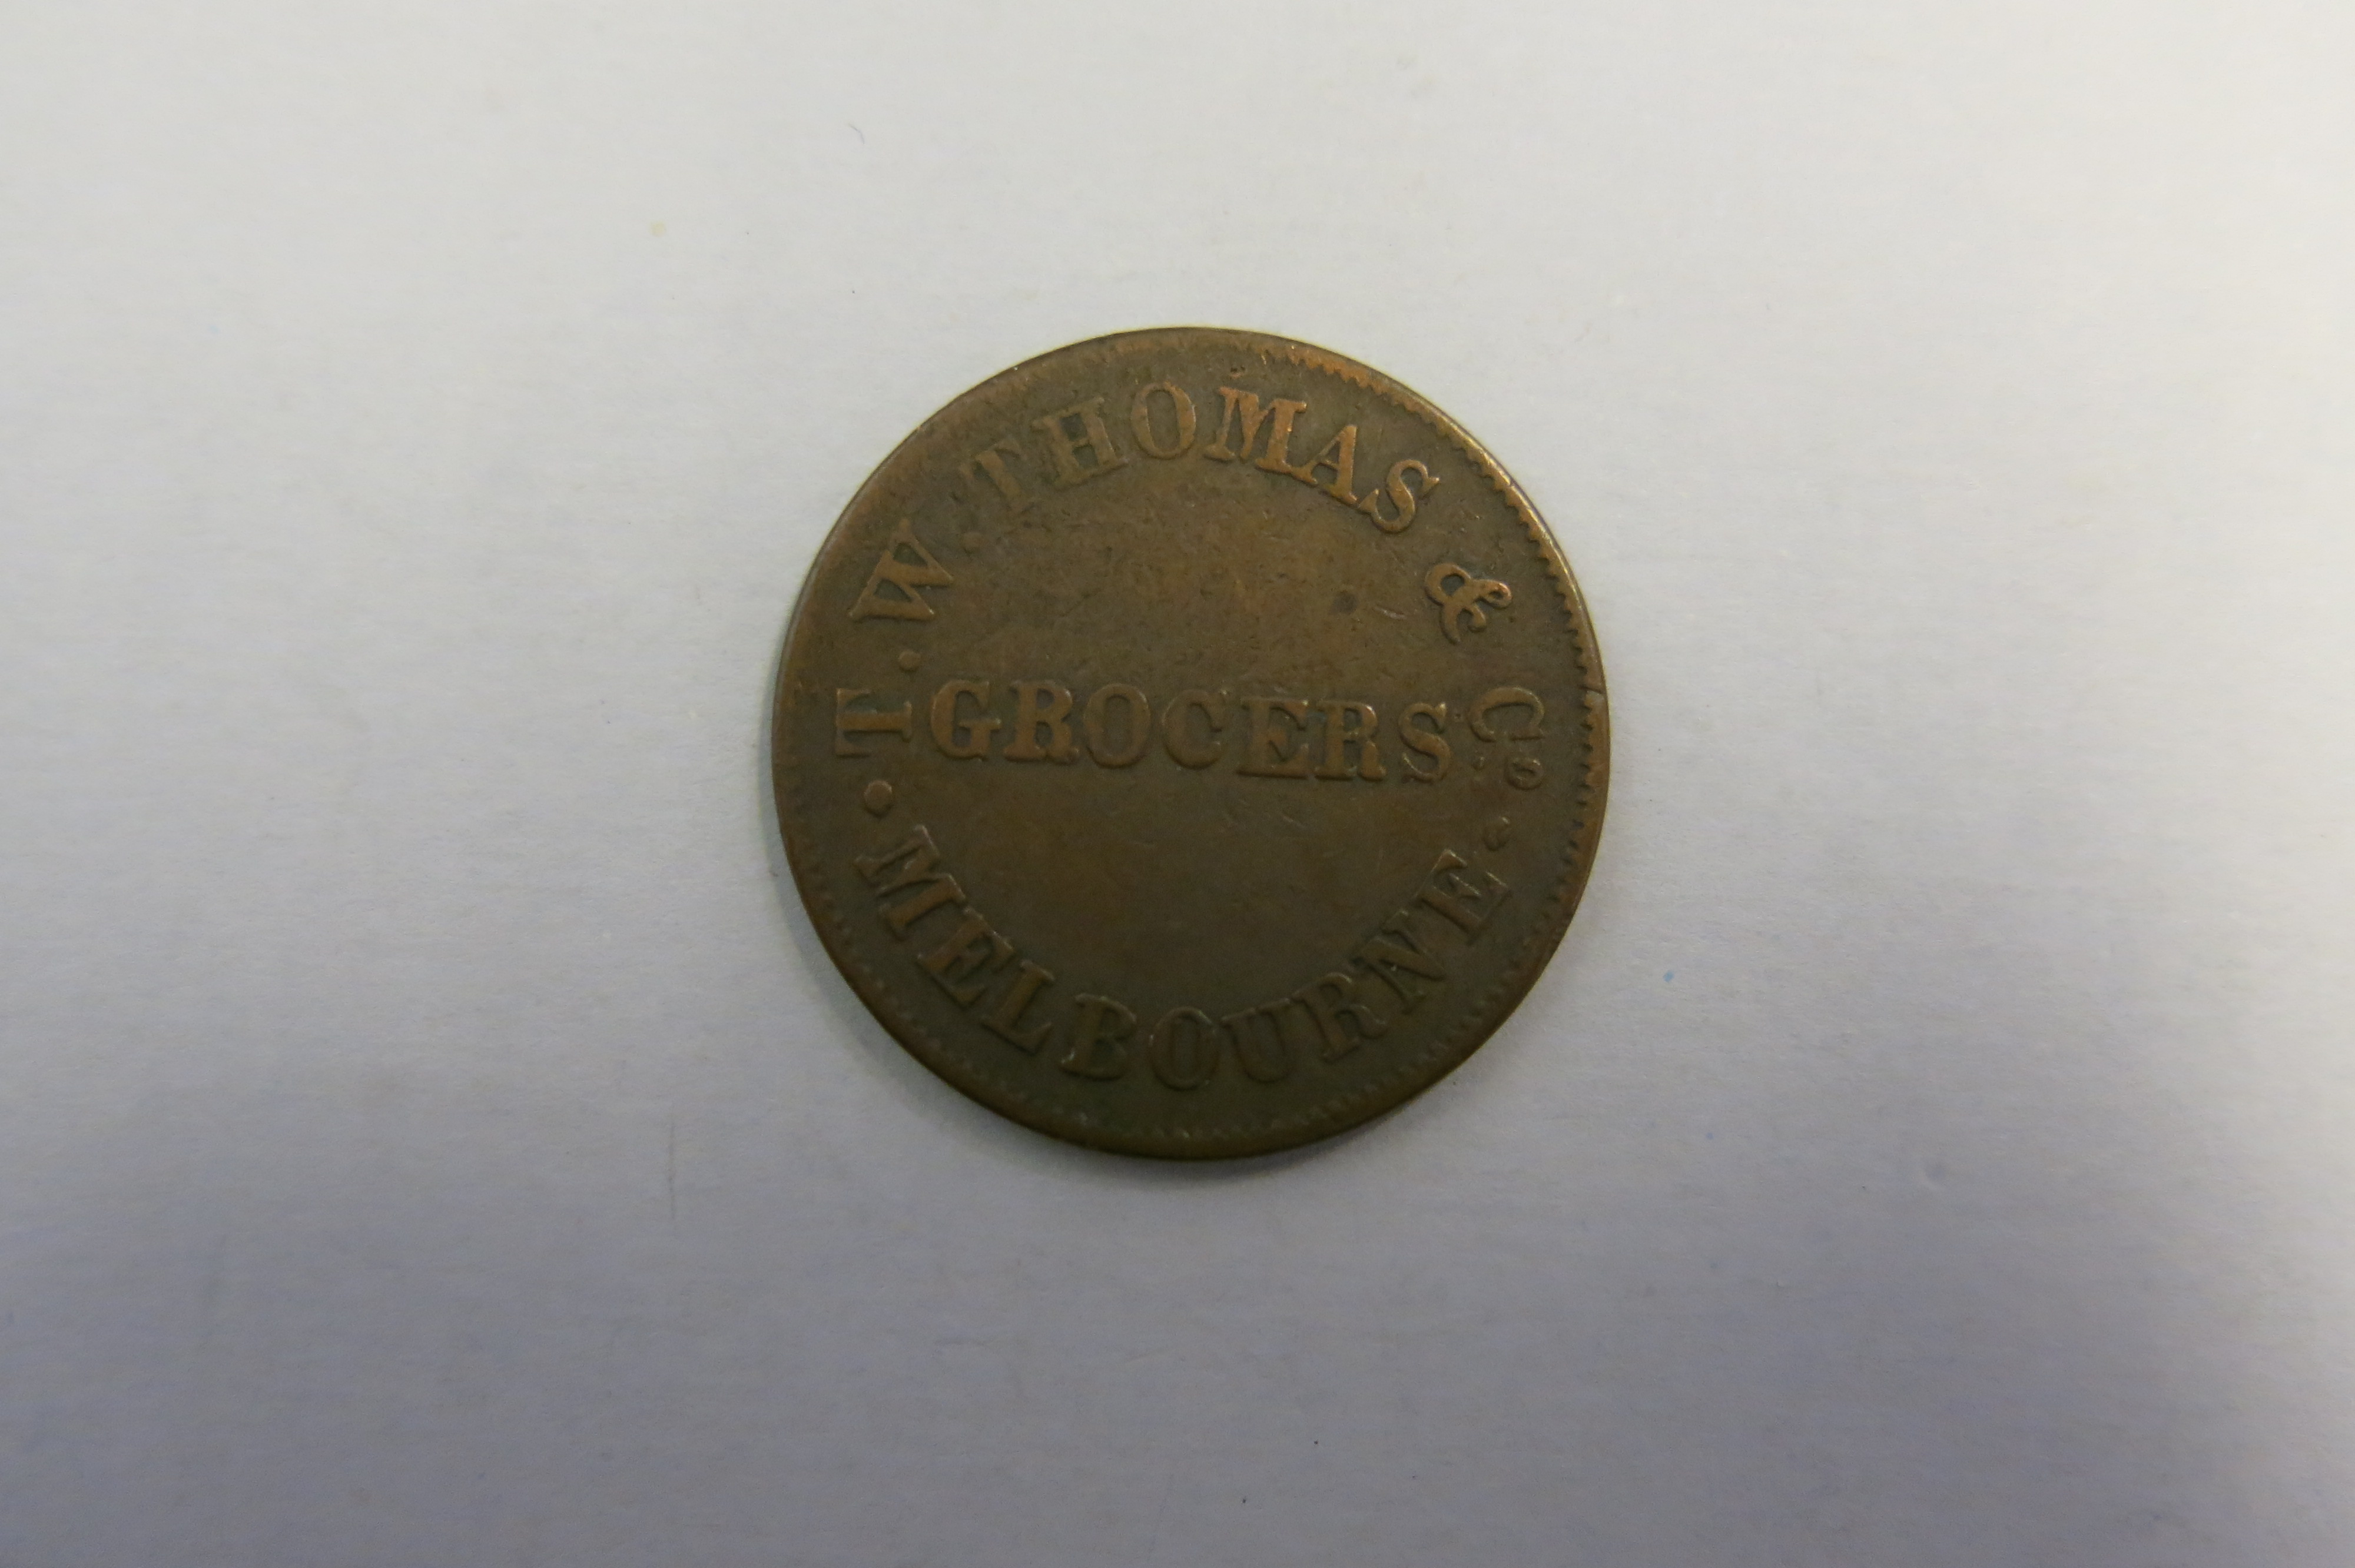 T.W.THOMAS & Co
GROCERS
•MELBOURNE•